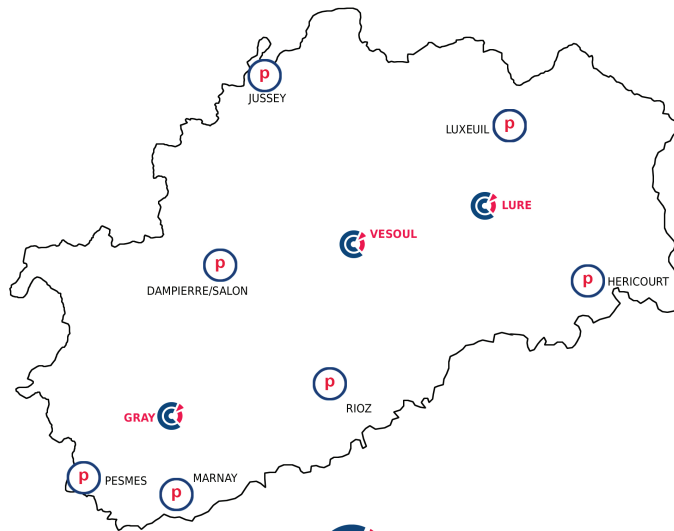 p
JUSSEY
LUXEUIL p
LURE
VESOUL
p
DAMPIERRE/SALON
p HERICOURT
p
RIOZ
GRAY
p PESMES
MARNAY
p